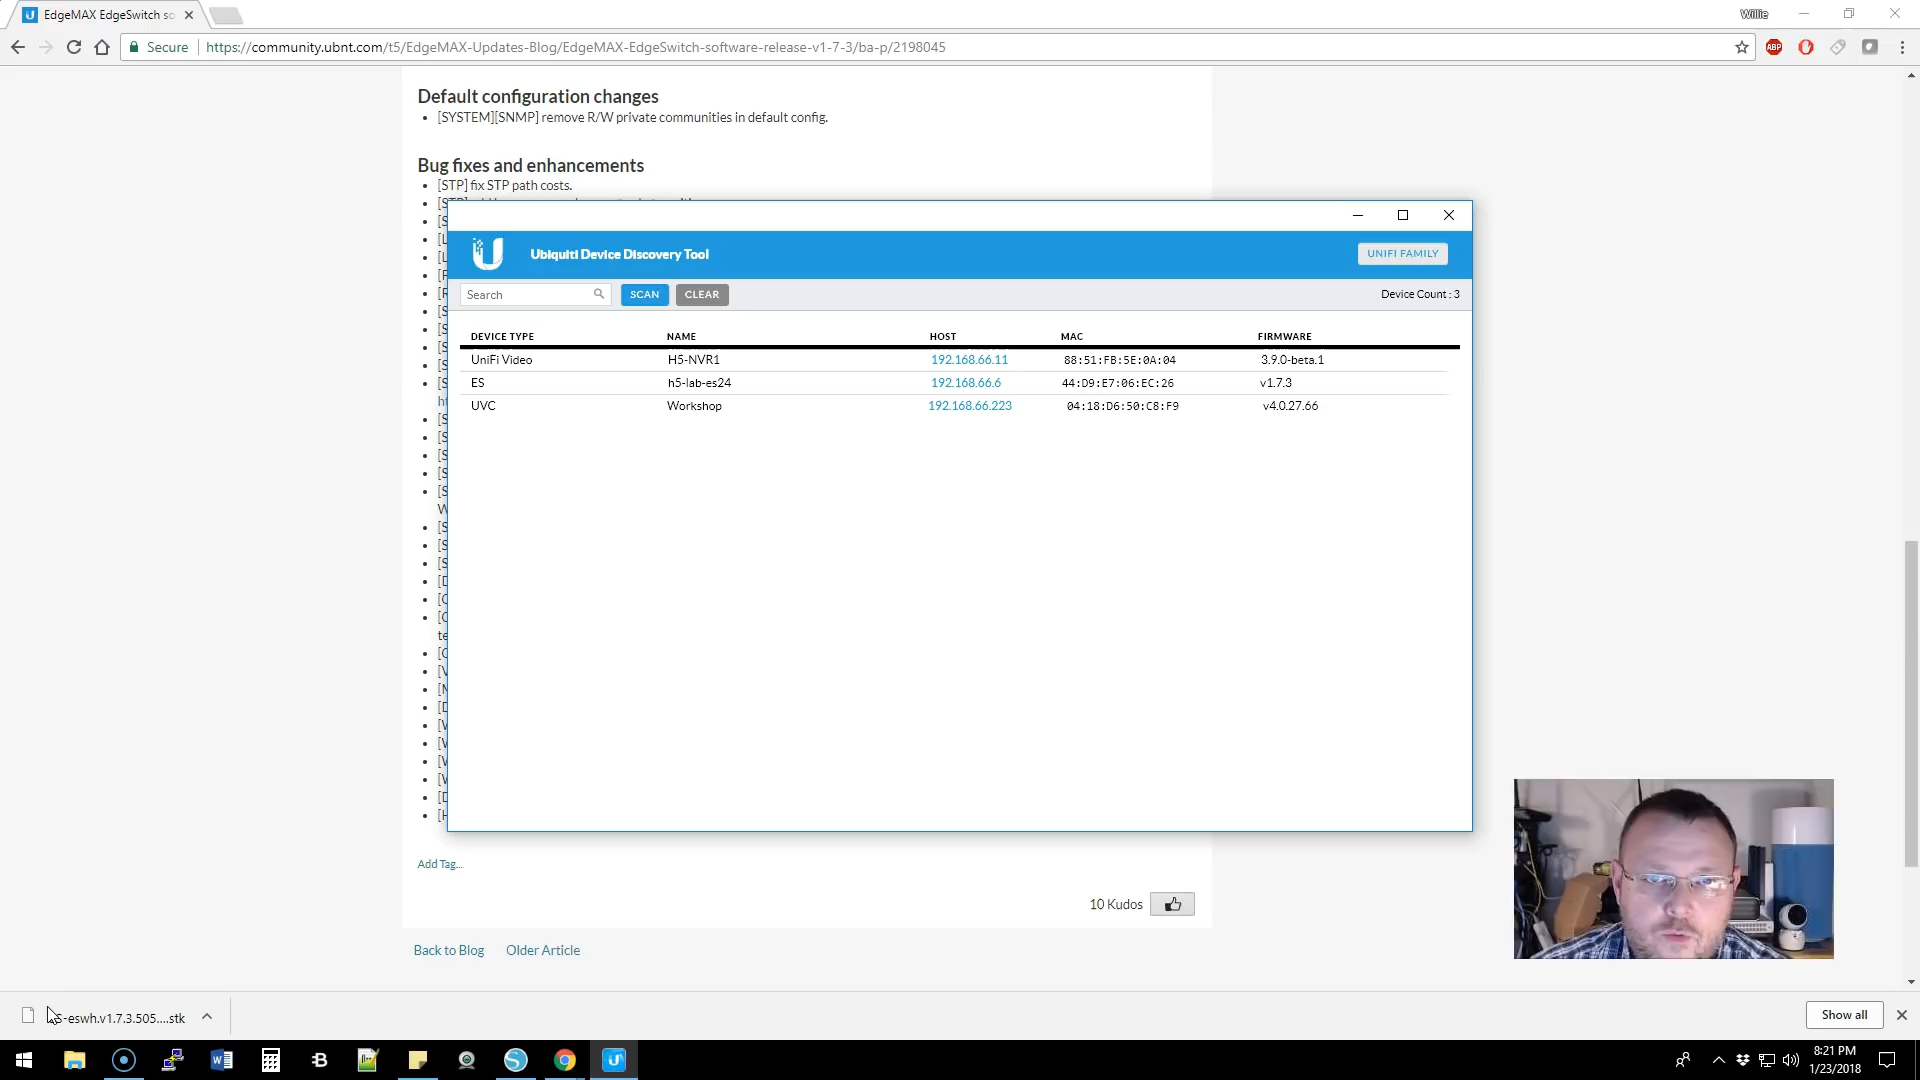 EdgeMAX EdgeSwitch so
Willie
Secure
https://community.ubnt.com/t5/EdgeMAX-Updates-Blog/EdgeMAX-EdgeSwitch-software-release-v1-7-3/ba-p/2198045
ABP
Default configuration changes
[SYSTEM][SNMP] remove R/W private communities in default config.
Bug fixes and enhancements
[STP] fix STP path costs.
Ubiquiti Device Discovery Tool
UNIFI FAMILY
Search
SCAN
CLEAR
Device Count : 3
DEVICE TYPE NAME HOST MAC FIRMWARE
UniFi Video H5-NVR1 192.168.66.11 88:51:FB:5E:0A:04 3.9.0-beta.1
ES h5-lab-es24 192.168.66.6 44:D9:E7:06:EC:26 v1.7.3
UVC Workshop 192.168.66.223 04:18:D6:50:C8:F9 v4.0.27.66
Add Tag...
10 Kudos
Back to Blog Older Article
5-eswh.v1.7.3.505....stk
Show all
8:21 PM
1/23/2018